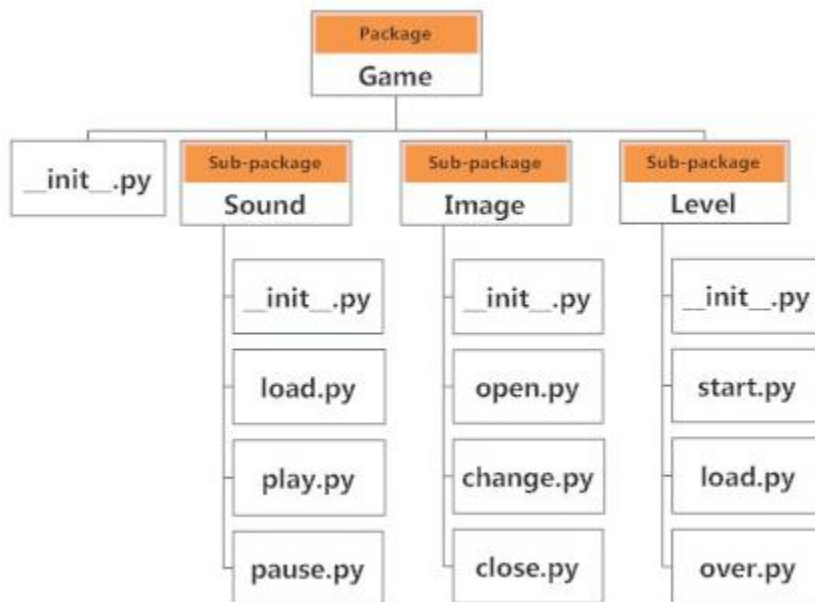 Package
Game
__init__.py
Sub-package
Sound
Sub-package
Image
Sub-package
Level
__init__.py
load.py
play.py
pause.py
__init__.py
open.py
change.py
close.py
__init__.py
start.py
load.py
over.py